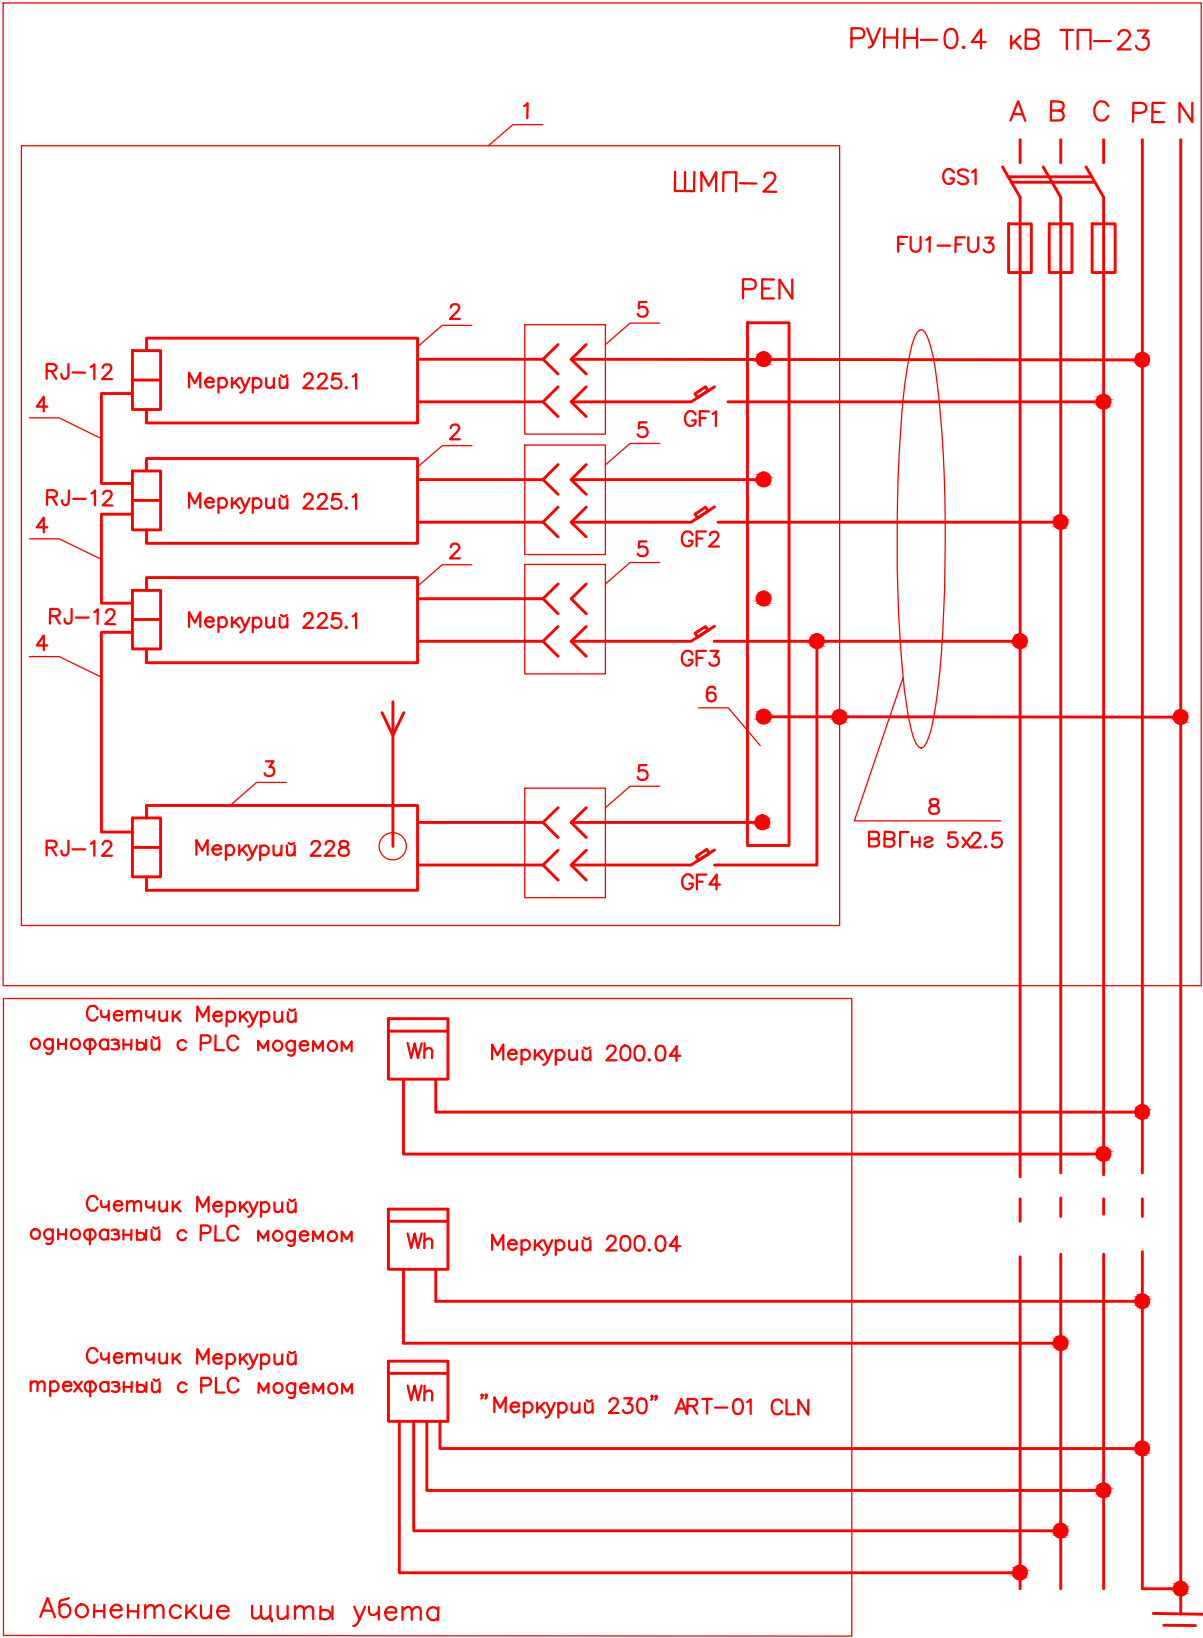 РУНН-0.4 кВ ТП-23
A B C PE N
1
ШМП-2
GS1
FU1-FU3
PEN
2
5
RJ-12
Меркурий 225.1
4
GF1
2
5
RJ-12
Меркурий 225.1
4
GF2
2
5
RJ-12
Меркурий 225.1
4
GF3
6
3
5
8
ВВГнг 5x2.5
RJ-12
Меркурий 228
GF4
Счетчик Меркурий
однофазный с PLC модемом
Wh
Меркурий 200.04
Счетчик Меркурий
однофазный с PLC модемом
Wh
Меркурий 200.04
Счетчик Меркурий
трехфазный с PLC модемом
Wh
"Меркурий 230" ART-01 CLN
Абонентские щиты учета